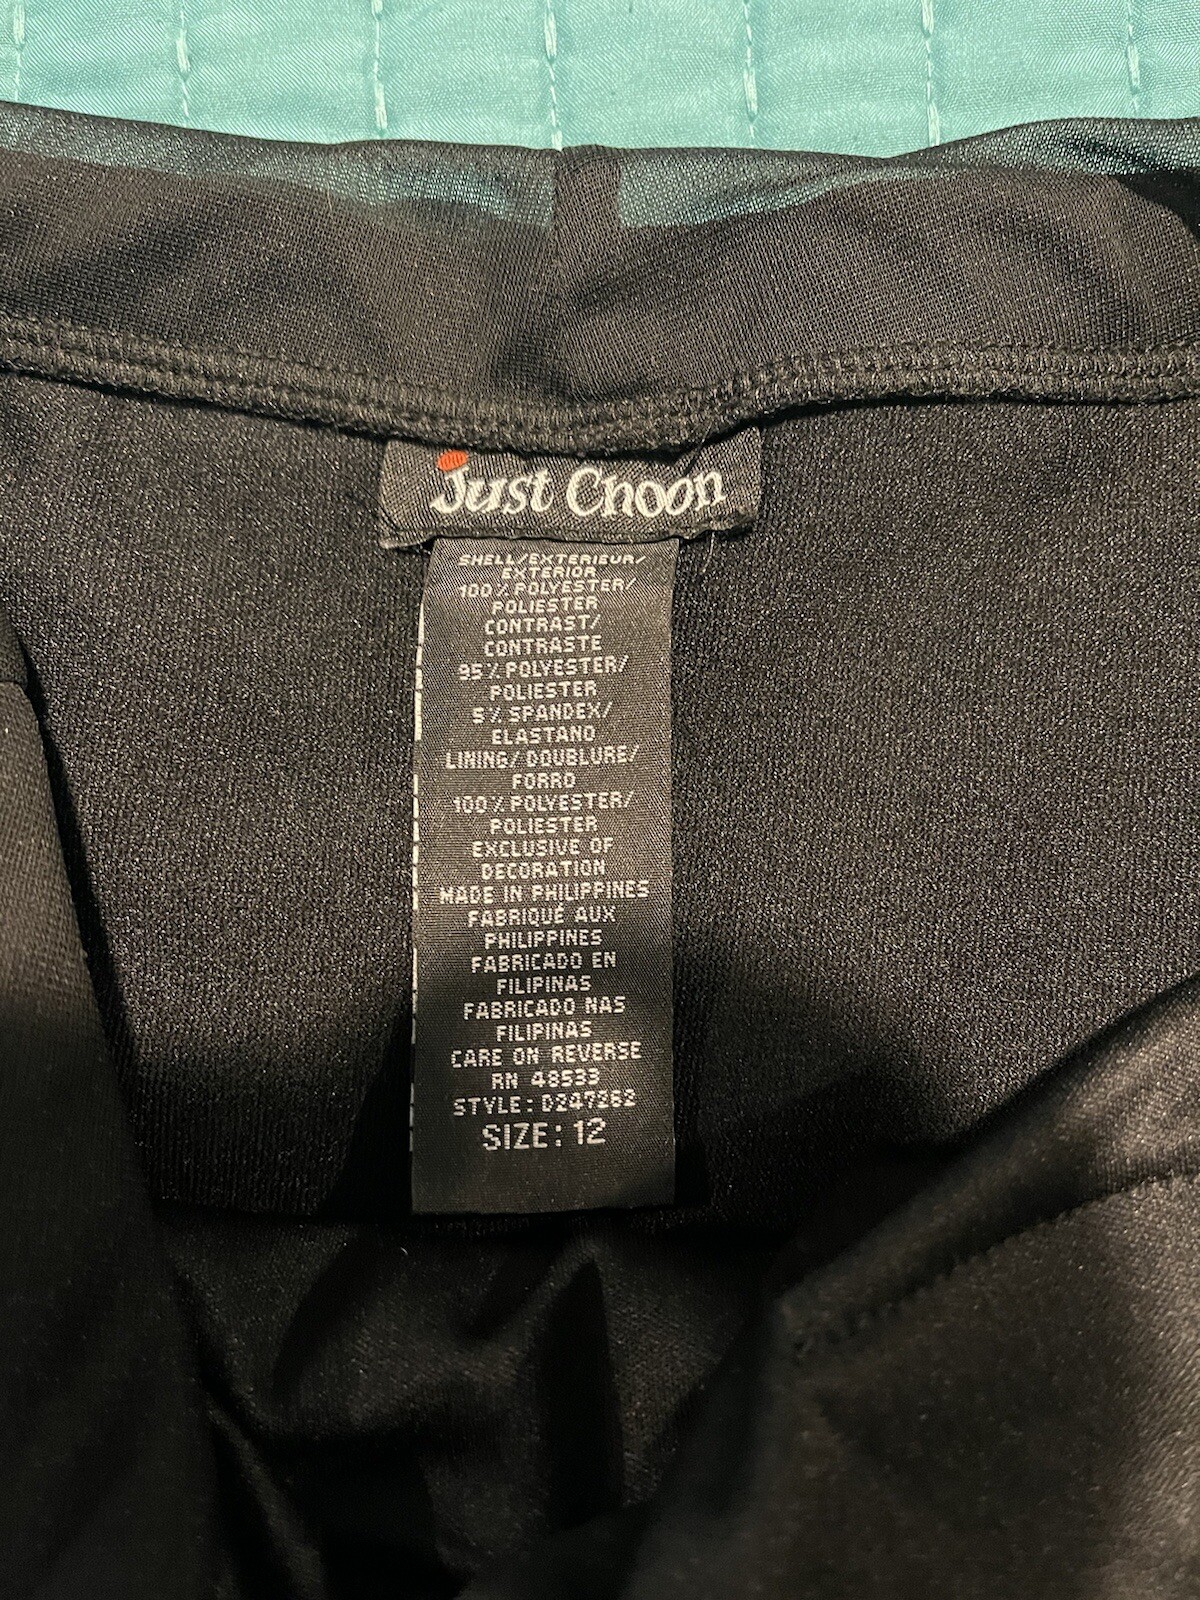 Just Choon
SHELL/EXTERIEUR/
EXTERIOR
100% POLYESTER/
POLIESTER
CONTRAST/
CONTRASTE
95% POLYESTER/
POLIESTER
5% SPANDEX/
ELASTANO
LINING/DOUBLURE/
FORRO
100% POLYESTER/
POLIESTER
EXCLUSIVE OF
DECORATION
MADE IN PHILIPPINES
FABRIQUÉ AUX
PHILIPPINES
FABRICADO EN
FILIPINAS
FABRICADO NAS
FILIPINAS
CARE ON REVERSE
RN 48533
STYLE: D247262
SIZE: 12